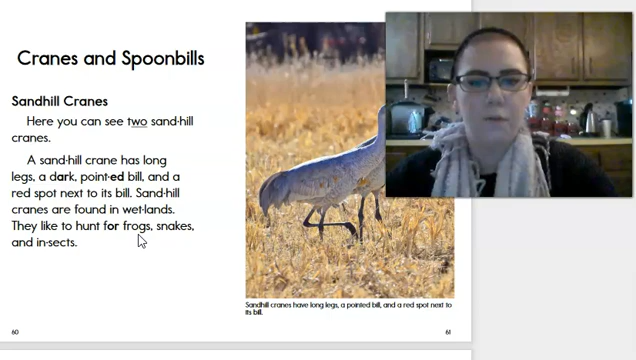 Cranes and Spoonbills
Sandhill Cranes
Here you can see two sand·hill
cranes.
A sand·hill crane has long
legs, a dark, point·ed bill, and a
red spot next to its bill. Sand·hill
cranes are found in wet·lands.
They like to hunt for frogs, snakes,
and in·sects.
Sandhill cranes have long legs, a pointed bill, and a red spot next to
its bill.
60
61